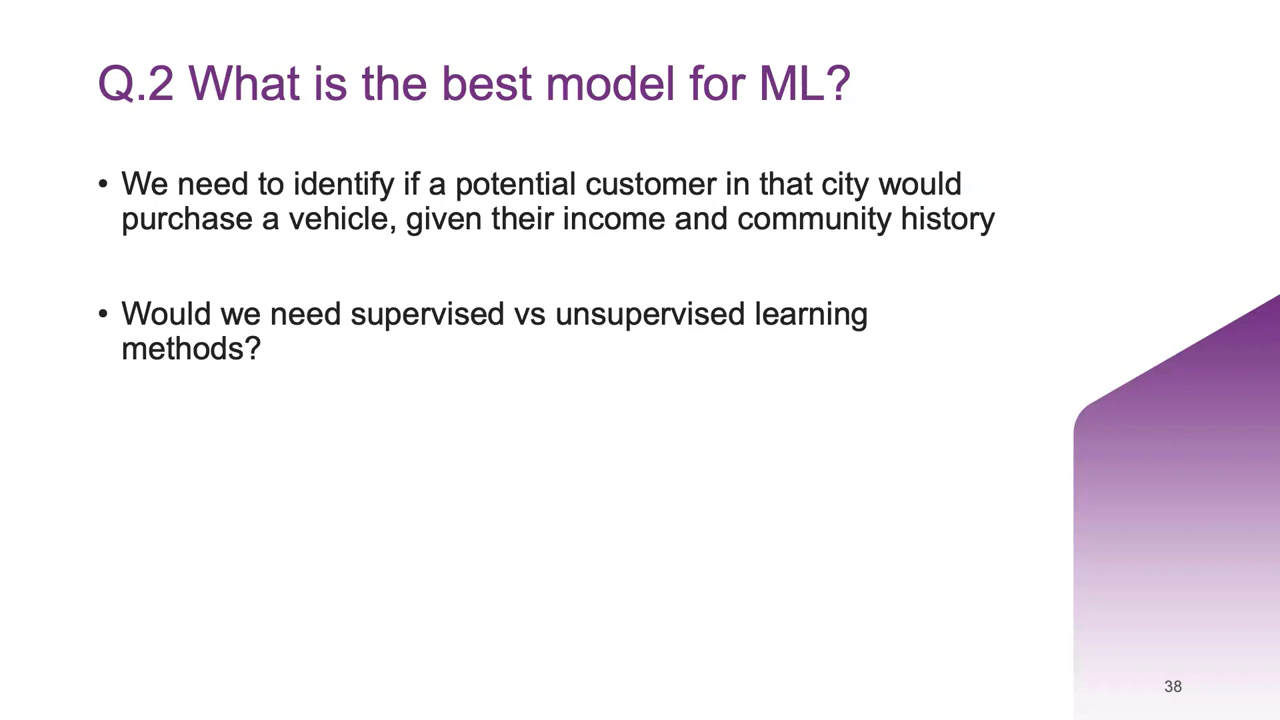 Q.2 What is the best model for ML?
• We need to identify if a potential customer in that city would
purchase a vehicle, given their income and community history
• Would we need supervised vs unsupervised learning
methods?
38